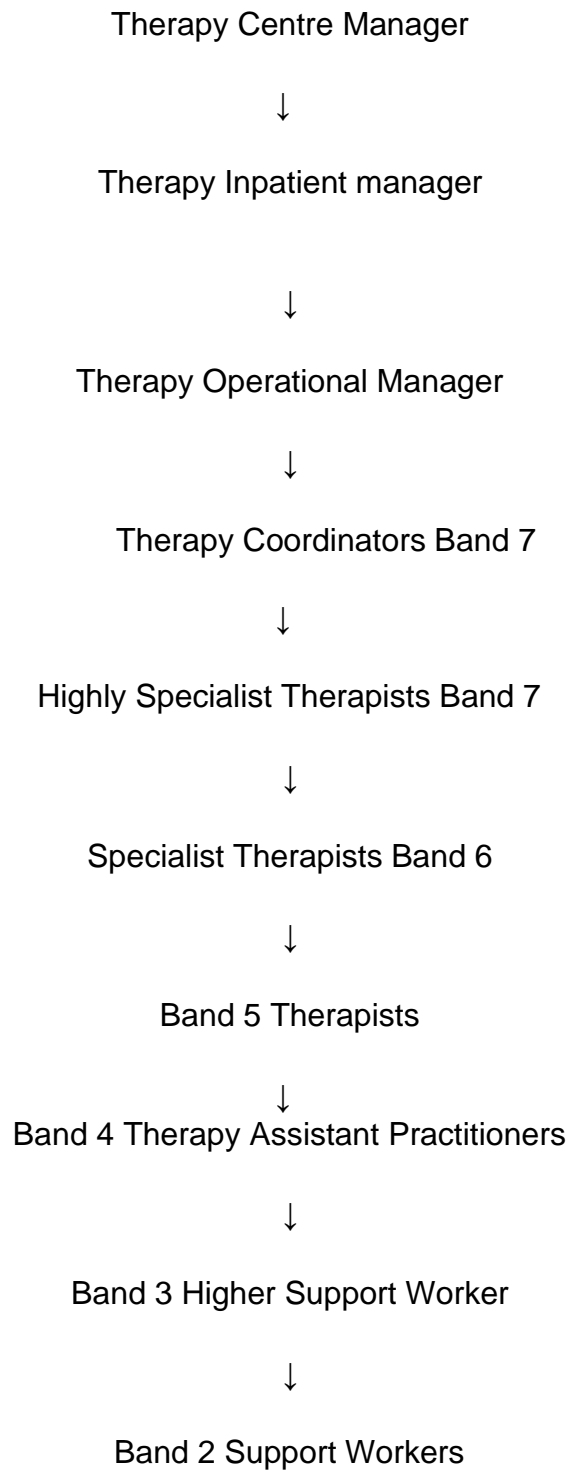 Therapy Centre Manager
↓
Therapy Inpatient manager
↓
Therapy Operational Manager
↓
Therapy Coordinators Band 7
↓
Highly Specialist Therapists Band 7
↓
Specialist Therapists Band 6
↓
Band 5 Therapists
↓
Band 4 Therapy Assistant Practitioners
↓
Band 3 Higher Support Worker
↓
Band 2 Support Workers